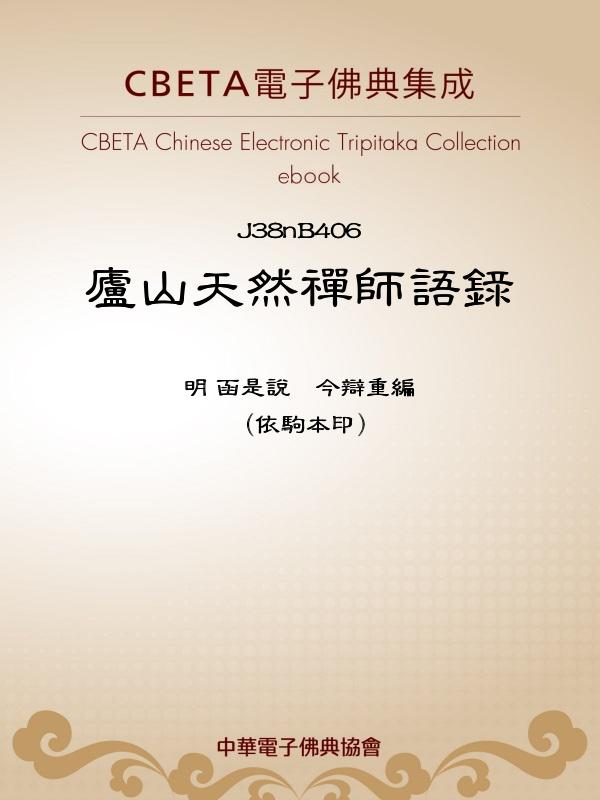 CBETA電子佛典集成
CBETA Chinese Electronic Tripitaka Collection
ebook
J38nB406
廬山天然禪師語錄
明 函是說　今辯重編
（依駒本印）
中華電子佛典協會